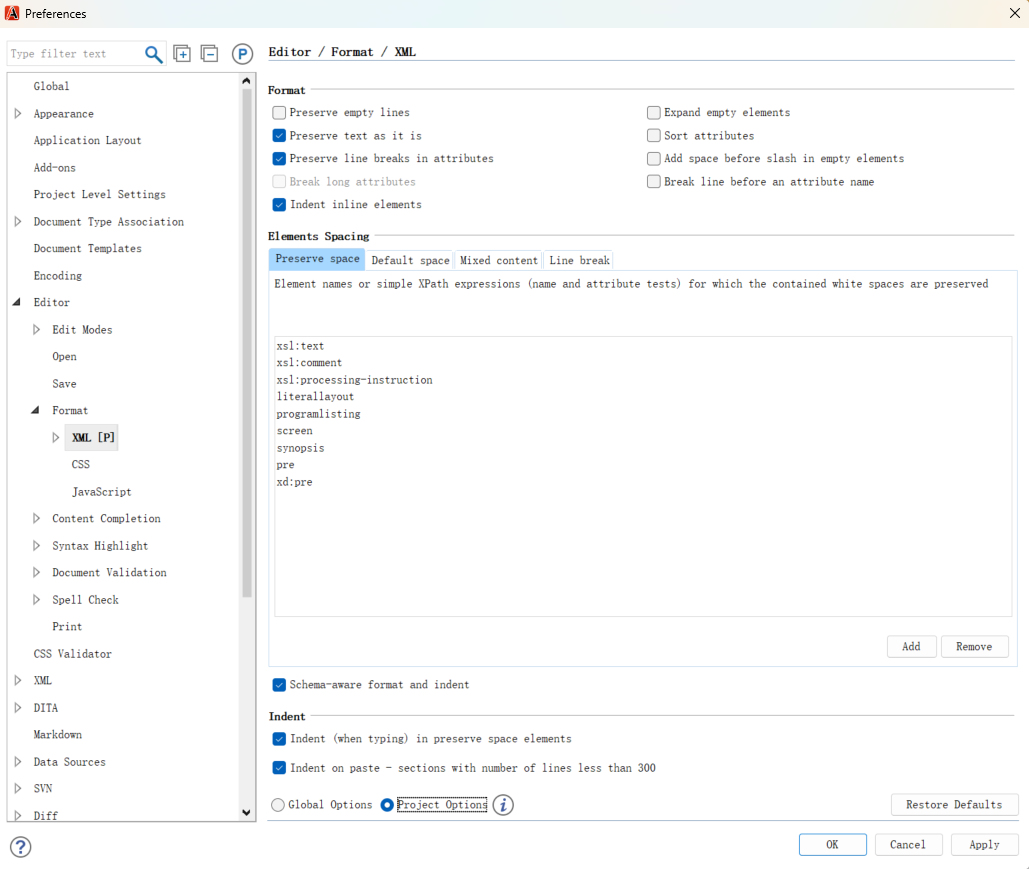 Preferences
Type filter text
P
Global
Appearance
Application Layout
Add-ons
Project Level Settings
Document Type Association
Document Templates
Encoding
Editor
Edit Modes
Open
Save
Format
XML [P]
CSS
JavaScript
Content Completion
Syntax Highlight
Document Validation
Spell Check
Print
CSS Validator
XML
DITA
Markdown
Data Sources
SVN
Diff
Editor / Format / XML
Format
Preserve empty lines
Preserve text as it is
Preserve line breaks in attributes
Break long attributes
Indent inline elements
Expand empty elements
Sort attributes
Add space before slash in empty elements
Break line before an attribute name
Elements Spacing
Preserve space Default space Mixed content Line break
Element names or simple XPath expressions (name and attribute tests) for which the contained white spaces are preserved
xsl:text
xsl:comment
xsl:processing-instruction
literallayout
programlisting
screen
synopsis
pre
xd:pre
Add Remove
Schema-aware format and indent
Indent
Indent (when typing) in preserve space elements
Indent on paste - sections with number of lines less than 300
Global Options Project Options i Restore Defaults
? OK Cancel Apply